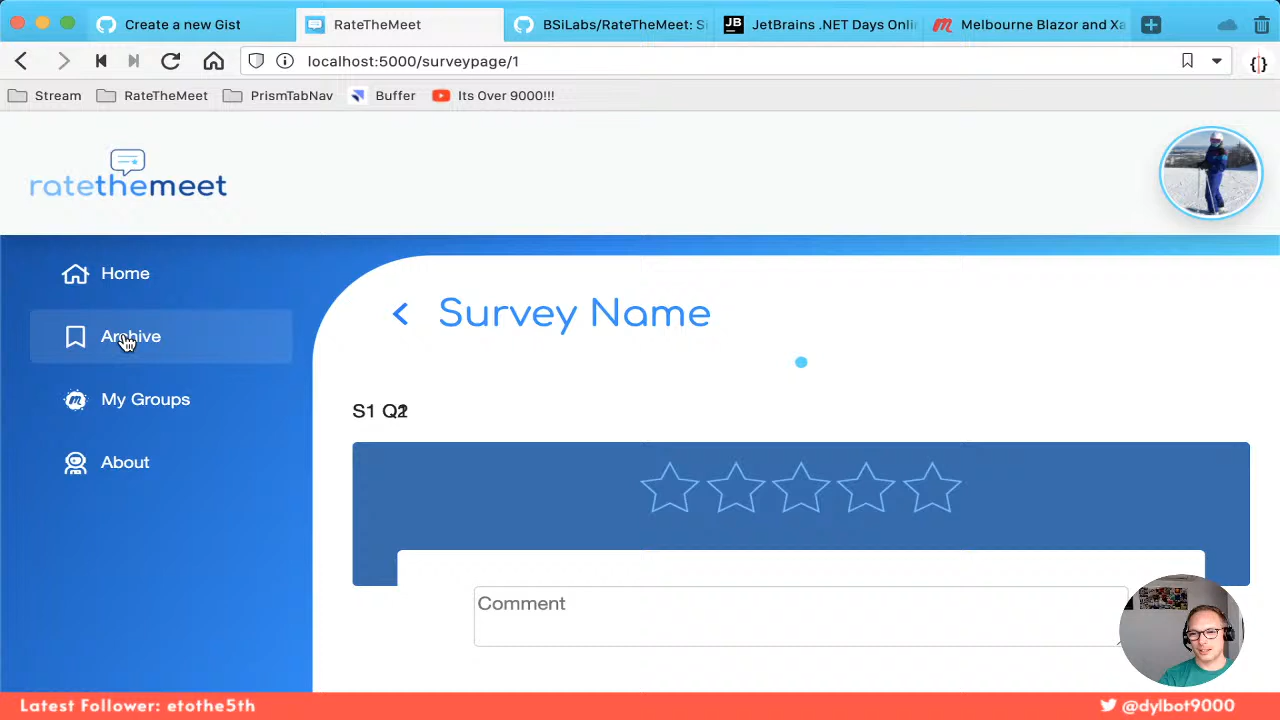 Create a new Gist
RateTheMeet
BSiLabs/RateTheMeet: Si
JetBrains .NET Days Onli
Melbourne Blazor and Xa
localhost:5000/surveypage/1
Stream
RateTheMeet
PrismTabNav
Buffer
Its Over 9000!!!
ratethemeet
Home
Archive
My Groups
About
Survey Name
S1
Comment
Latest Follower: etothe5th
@dylbot9000